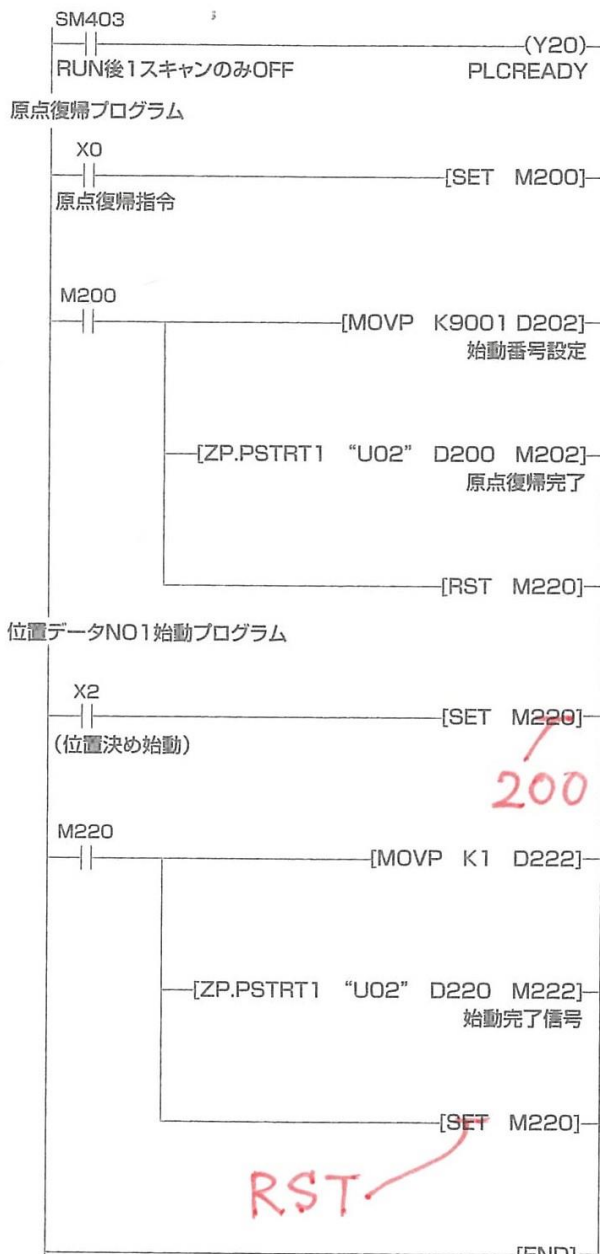 SM403
(Y20)
RUN後1スキャンのみOFF
PLCREADY
原点復帰プログラム
X0
[SET M200]
原点復帰指令
M200
[MOVP K9001 D202]
始動番号設定
[ZP.PSTRT1 “U02” D200 M202]
原点復帰完了
[RST M220]
位置データNO1始動プログラム
X2
[SET M220]
(位置決め始動)
200
M220
[MOVP K1 D222]
[ZP.PSTRT1 “U02” D220 M222]
始動完了信号
[SET M220]
RST
[END]